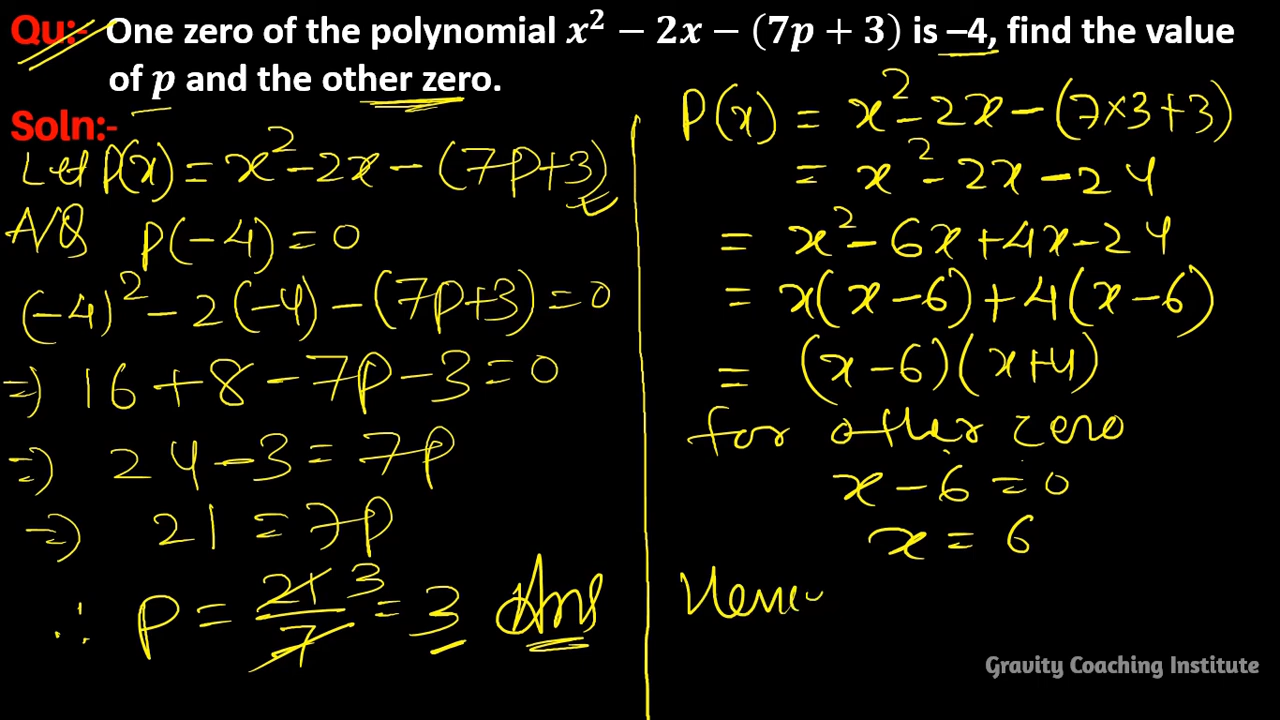 Qu:- One zero of the polynomial x² − 2x − (7p + 3) is −4, find the value
of p and the other zero.
Soln:-
Let P(x) = x² - 2x - (7p+3)
A/Q P(-4) = 0
(-4)² - 2(-4) - (7p+3) = 0
=) 16 + 8 - 7p - 3 = 0
=) 24 - 3 = 7p
=) 21 = 7p
∴ p = 21/7 3 = 3 Ans
P(x) = x² - 2x - (7×3+3)
= x² - 2x - 24
= x² - 6x + 4x - 24
= x(x-6) + 4(x-6)
= (x-6)(x+4)
for other zero
x - 6 = 0
x = 6
Gravity Coaching Institute